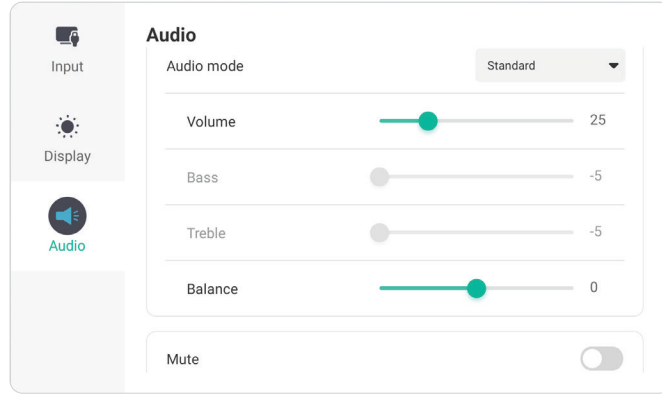 Input
Display
Audio
Audio
Audio mode Standard
Volume 25
Bass -5
Treble -5
Balance 0
Mute